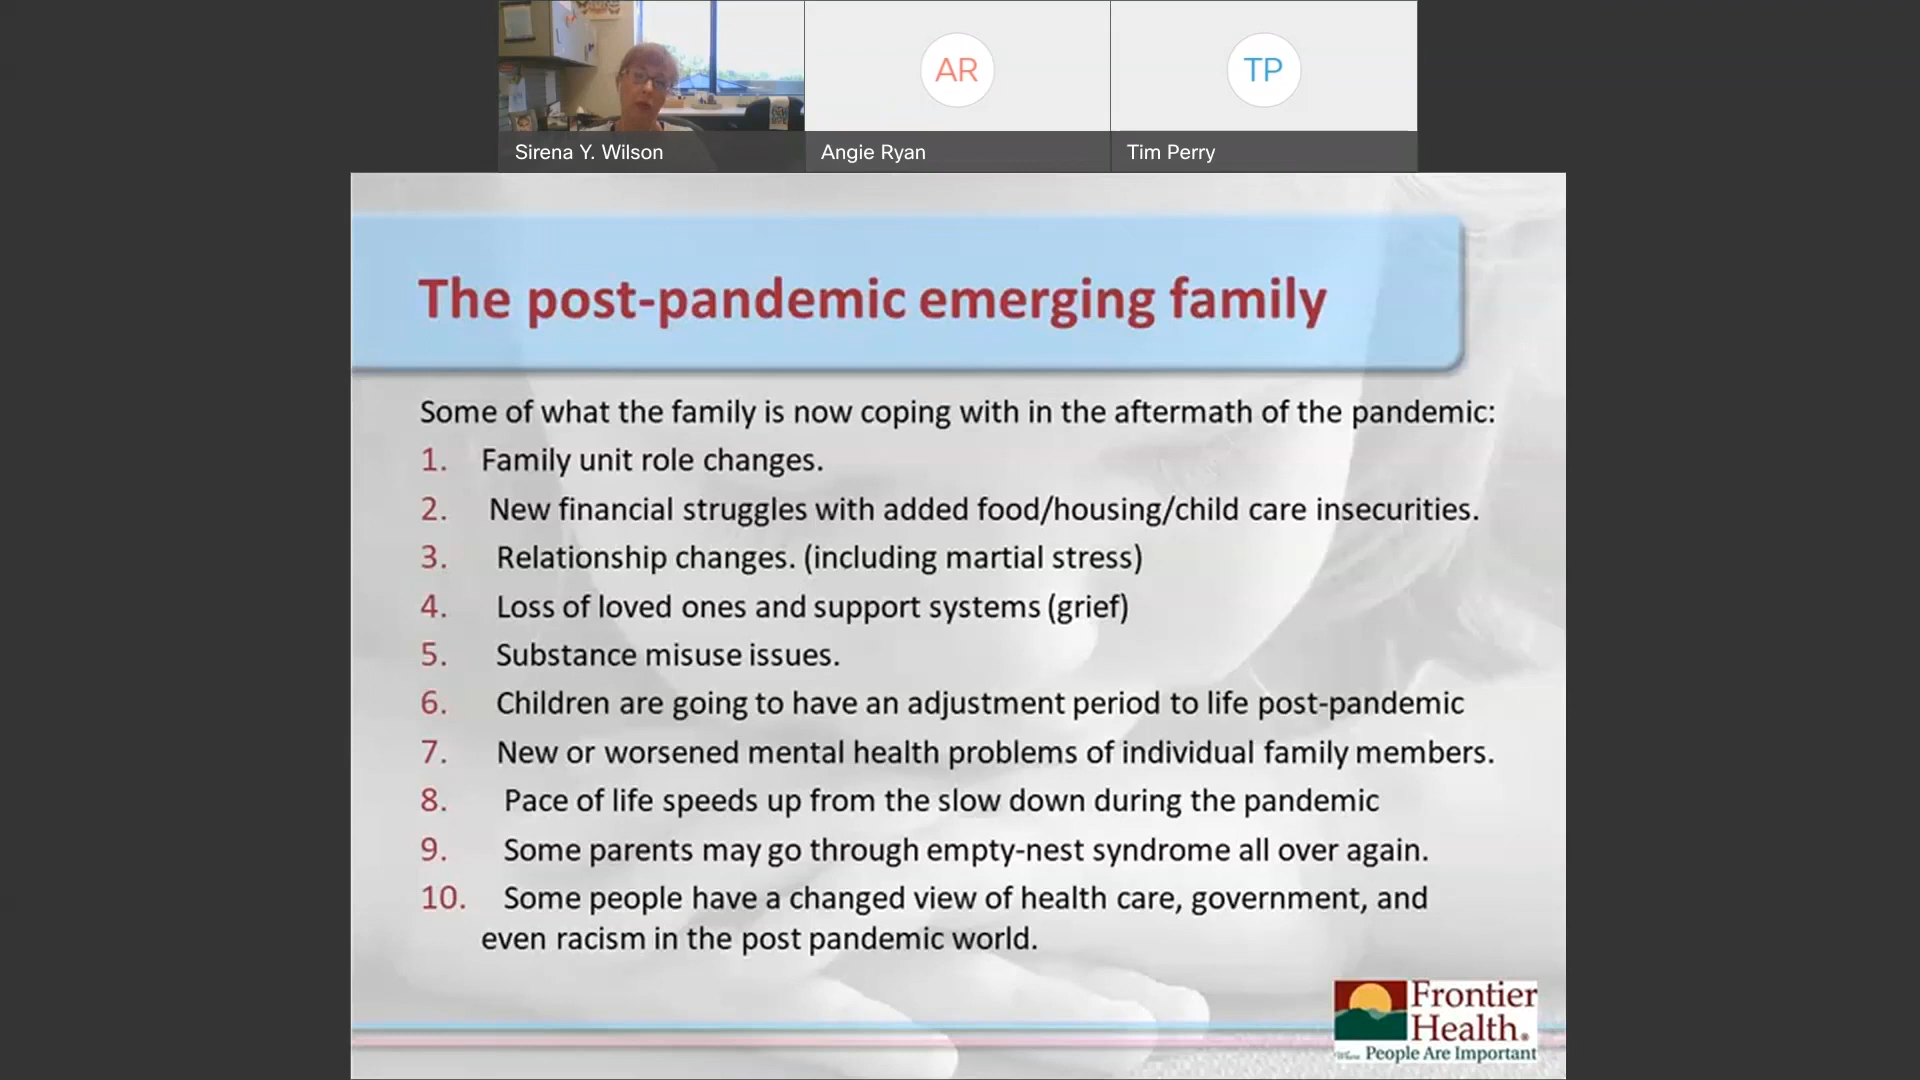 Sirena Y. Wilson
AR
Angie Ryan
TP
Tim Perry
The post-pandemic emerging family
Some of what the family is now coping with in the aftermath of the pandemic:
1. Family unit role changes.
2. New financial struggles with added food/housing/child care insecurities.
3. Relationship changes. (including martial stress)
4. Loss of loved ones and support systems (grief)
5. Substance misuse issues.
6. Children are going to have an adjustment period to life post-pandemic
7. New or worsened mental health problems of individual family members.
8. Pace of life speeds up from the slow down during the pandemic
9. Some parents may go through empty-nest syndrome all over again.
10. Some people have a changed view of health care, government, and
even racism in the post pandemic world.
Frontier
Health®
Where People Are Important